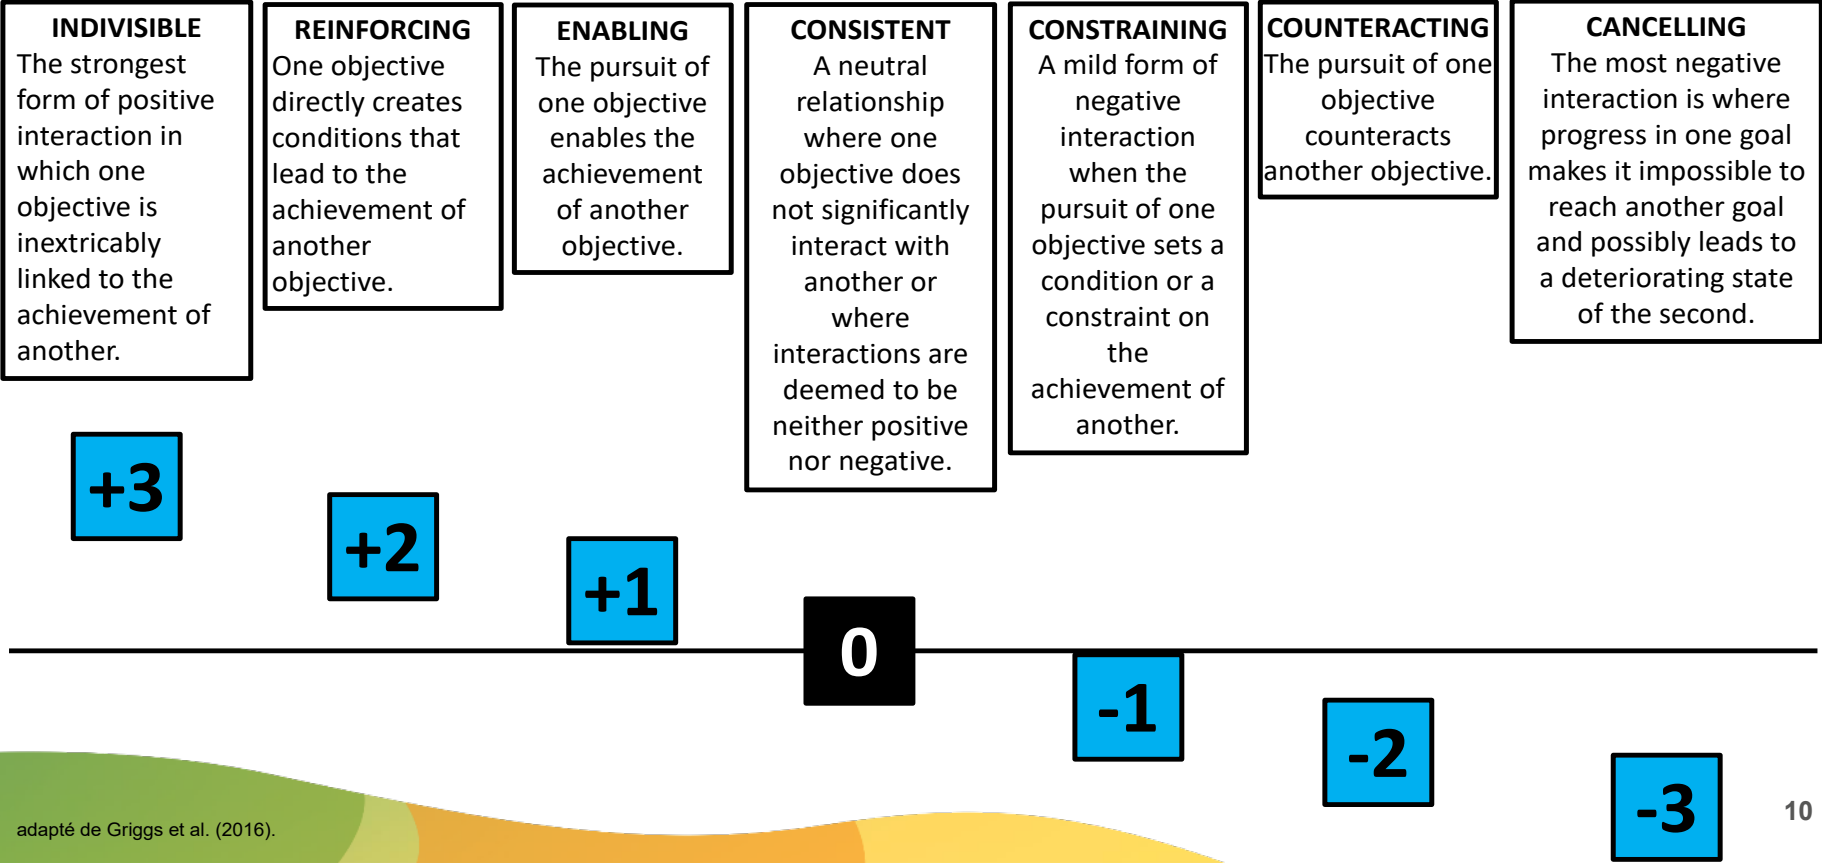 INDIVISIBLE
The strongest
form of positive
interaction in
which one
objective is
inextricably
linked to the
achievement of
another.
REINFORCING
One objective
directly creates
conditions that
lead to the
achievement of
another
objective.
ENABLING
The pursuit of
one objective
enables the
achievement
of another
objective.
CONSISTENT
A neutral
relationship
where one
objective does
not significantly
interact with
another or
where
interactions are
deemed to be
neither positive
nor negative.
CONSTRAINING
A mild form of
negative
interaction
when the
pursuit of one
objective sets a
condition or a
constraint on
the
achievement of
another.
COUNTERACTING
The pursuit of one
objective
counteracts
another objective.
CANCELLING
The most negative
interaction is where
progress in one goal
makes it impossible to
reach another goal
and possibly leads to
a deteriorating state
of the second.
+3
+2
+1
0
-1
-2
-3
adapté de Griggs et al. (2016).
10